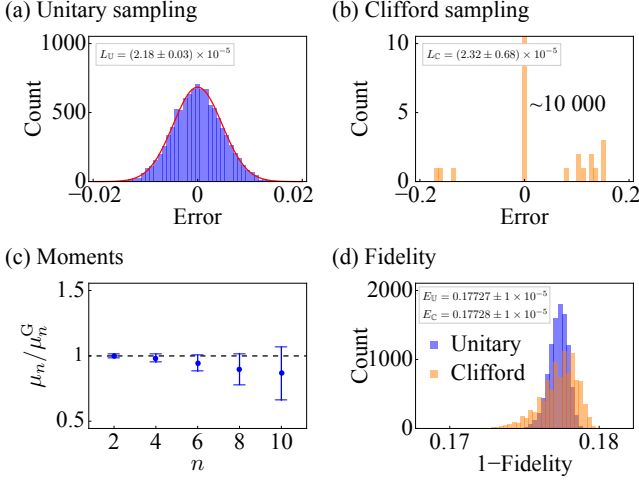 (a) Unitary sampling
1000
500
0
Count
L_U = (2.18 ± 0.03) × 10^{-5}
−0.02
0
0.02
Error
(b) Clifford sampling
10
5
0
Count
L_C = (2.32 ± 0.68) × 10^{-5}
~10 000
−0.2
0
0.2
Error
(c) Moments
1.5
1
0.5
μ_n/μ_n^G
2
4
6
8
10
n
(d) Fidelity
2000
1000
0
Count
E_U = 0.17727 ± 1 × 10^{-5}
E_C = 0.17728 ± 1 × 10^{-5}
Unitary
Clifford
0.17
0.18
1−Fidelity